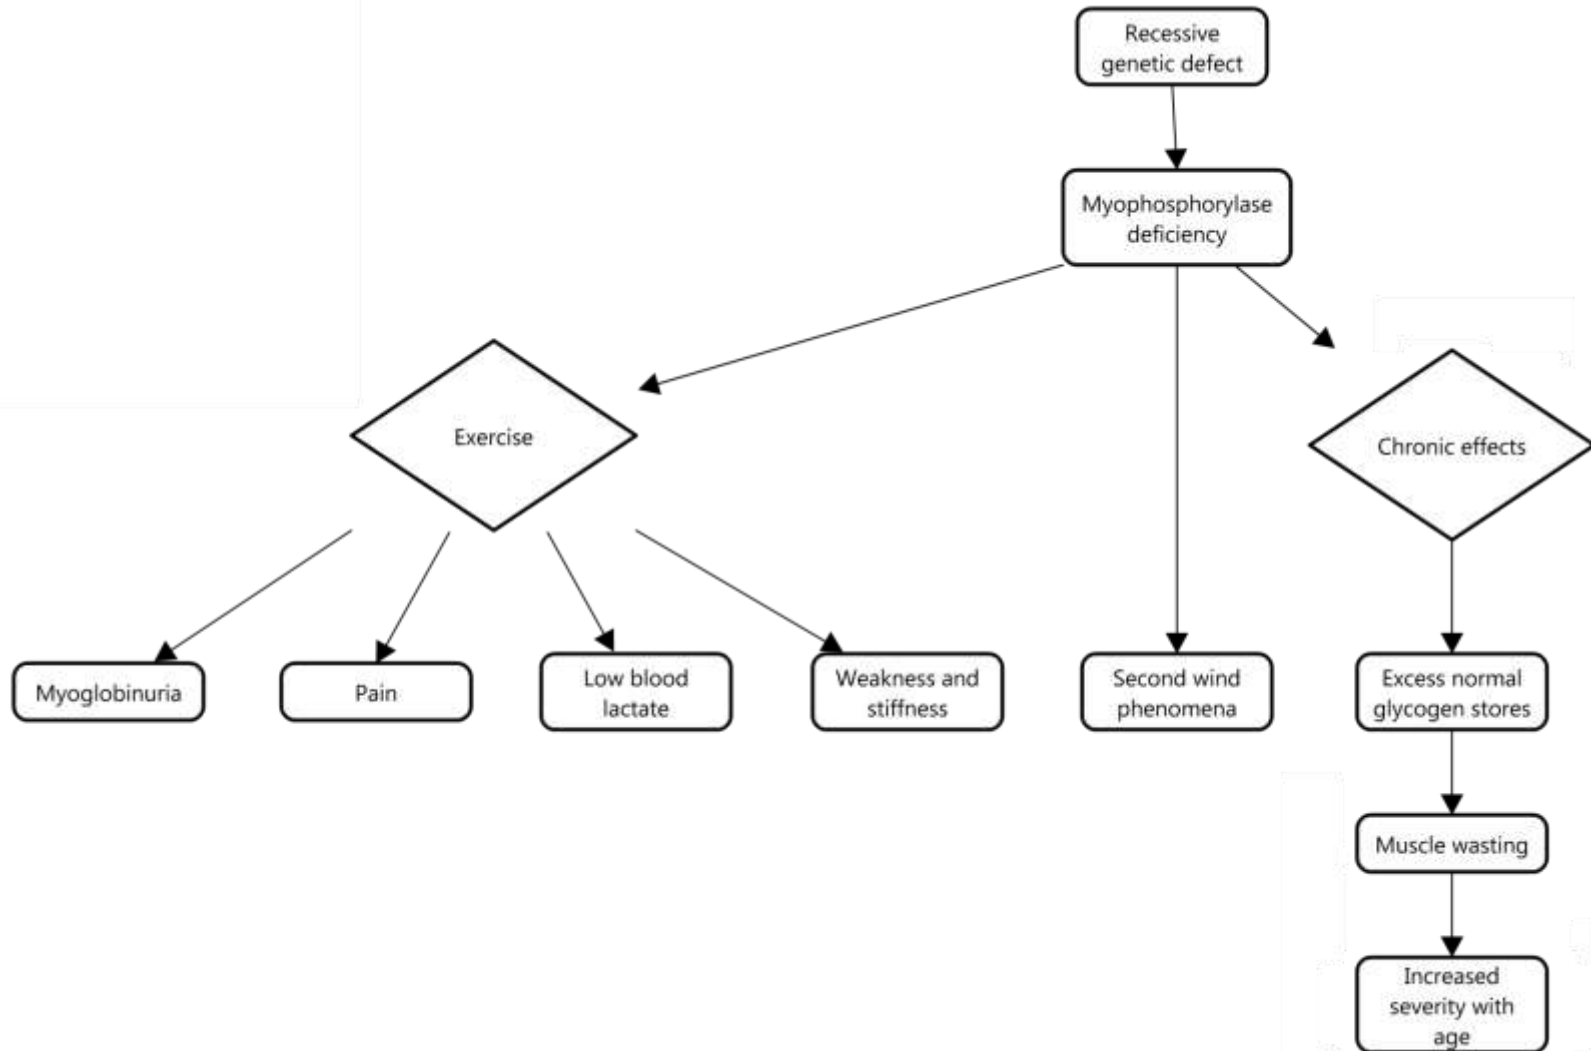 Recessive
genetic defect
Myophosphorylase
deficiency
Exercise
Chronic effects
Myoglobinuria
Pain
Low blood
lactate
Weakness and
stiffness
Second wind
phenomena
Excess normal
glycogen stores
Muscle wasting
Increased
severity with
age